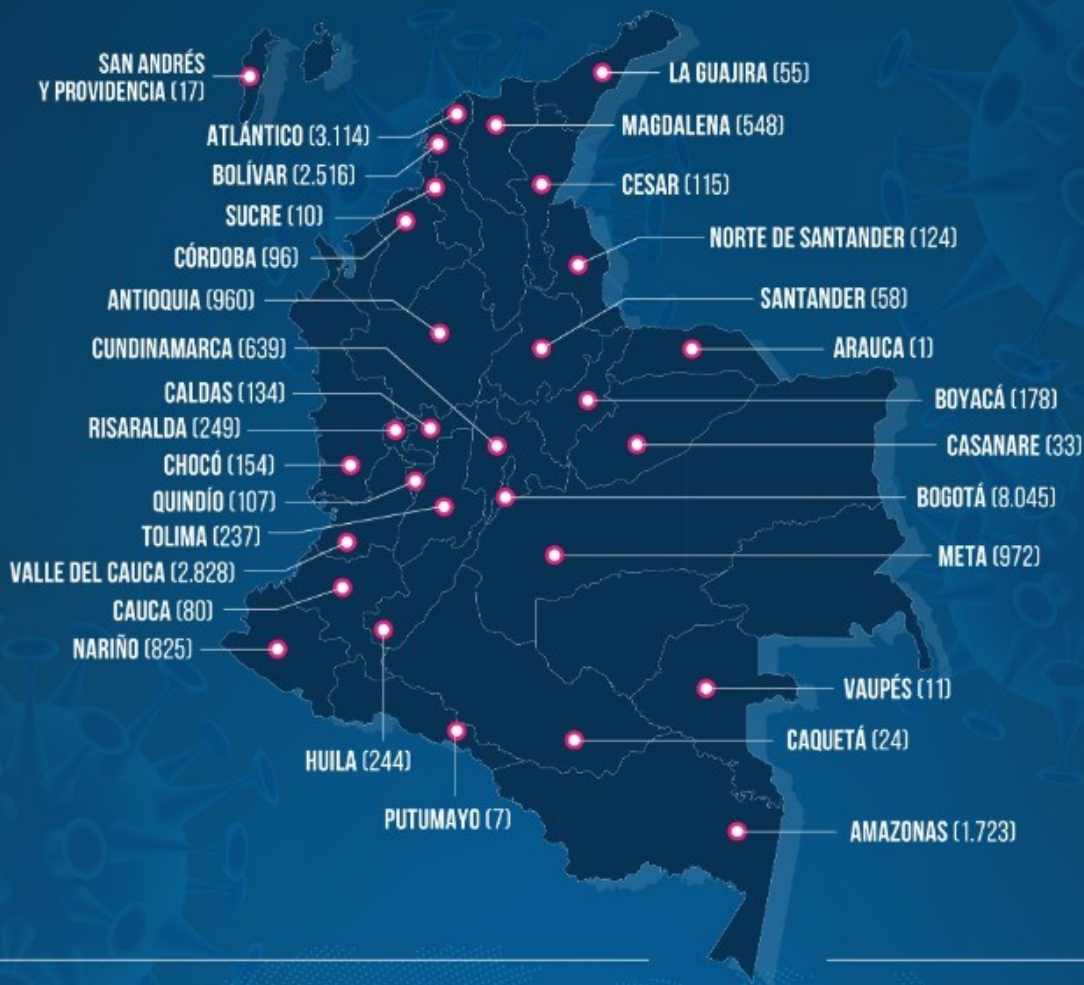 SAN ANDRÉS
Y PROVIDENCIA (17)
ATLÁNTICO (3.114)
BOLÍVAR (2.516)
SUCRE (10)
CÓRDOBA (96)
ANTIOQUIA (960)
CUNDINAMARCA (639)
CALDAS (134)
RISARALDA (249)
CHOCÓ (154)
QUINDÍO (107)
TOLIMA (237)
VALLE DEL CAUCA (2.828)
CAUCA (80)
NARIÑO (825)
HUILA (244)
PUTUMAYO (7)
LA GUAJIRA (55)
MAGDALENA (548)
CESAR (115)
NORTE DE SANTANDER (124)
SANTANDER (58)
ARAUCA (1)
BOYACÁ (178)
CASANARE (33)
BOGOTÁ (8.045)
META (972)
VAUPÉS (11)
CAQUETÁ (24)
AMAZONAS (1.723)